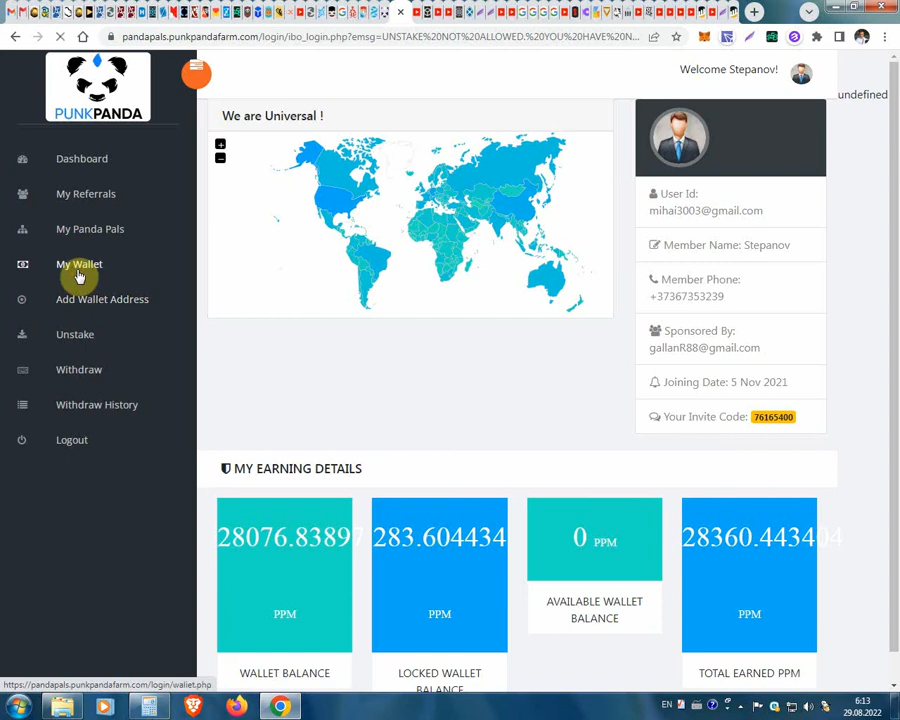 pandapals.punkpandafarm.com/login/ibo_login.php?emsg=UNSTAKE%20NOT%20ALLOWED.%20YOU%20HAVE%20N...
PUNKPANDA
Welcome Stepanov!
undefined
Dashboard
My Referrals
My Panda Pals
My Wallet
Add Wallet Address
Unstake
Withdraw
Withdraw History
Logout
We are Universal !
+
−
User Id:
mihai3003@gmail.com
Member Name: Stepanov
Member Phone:
+37367353239
Sponsored By:
gallanR88@gmail.com
Joining Date: 5 Nov 2021
Your Invite Code: 76165400
MY EARNING DETAILS
28076.83897
PPM
WALLET BALANCE
283.604434
PPM
LOCKED WALLET
BALANCE
0 PPM
AVAILABLE WALLET
BALANCE
28360.443404
PPM
TOTAL EARNED PPM
https://pandapals.punkpandafarm.com/login/wallet.php
EN
6:13
29.08.2022